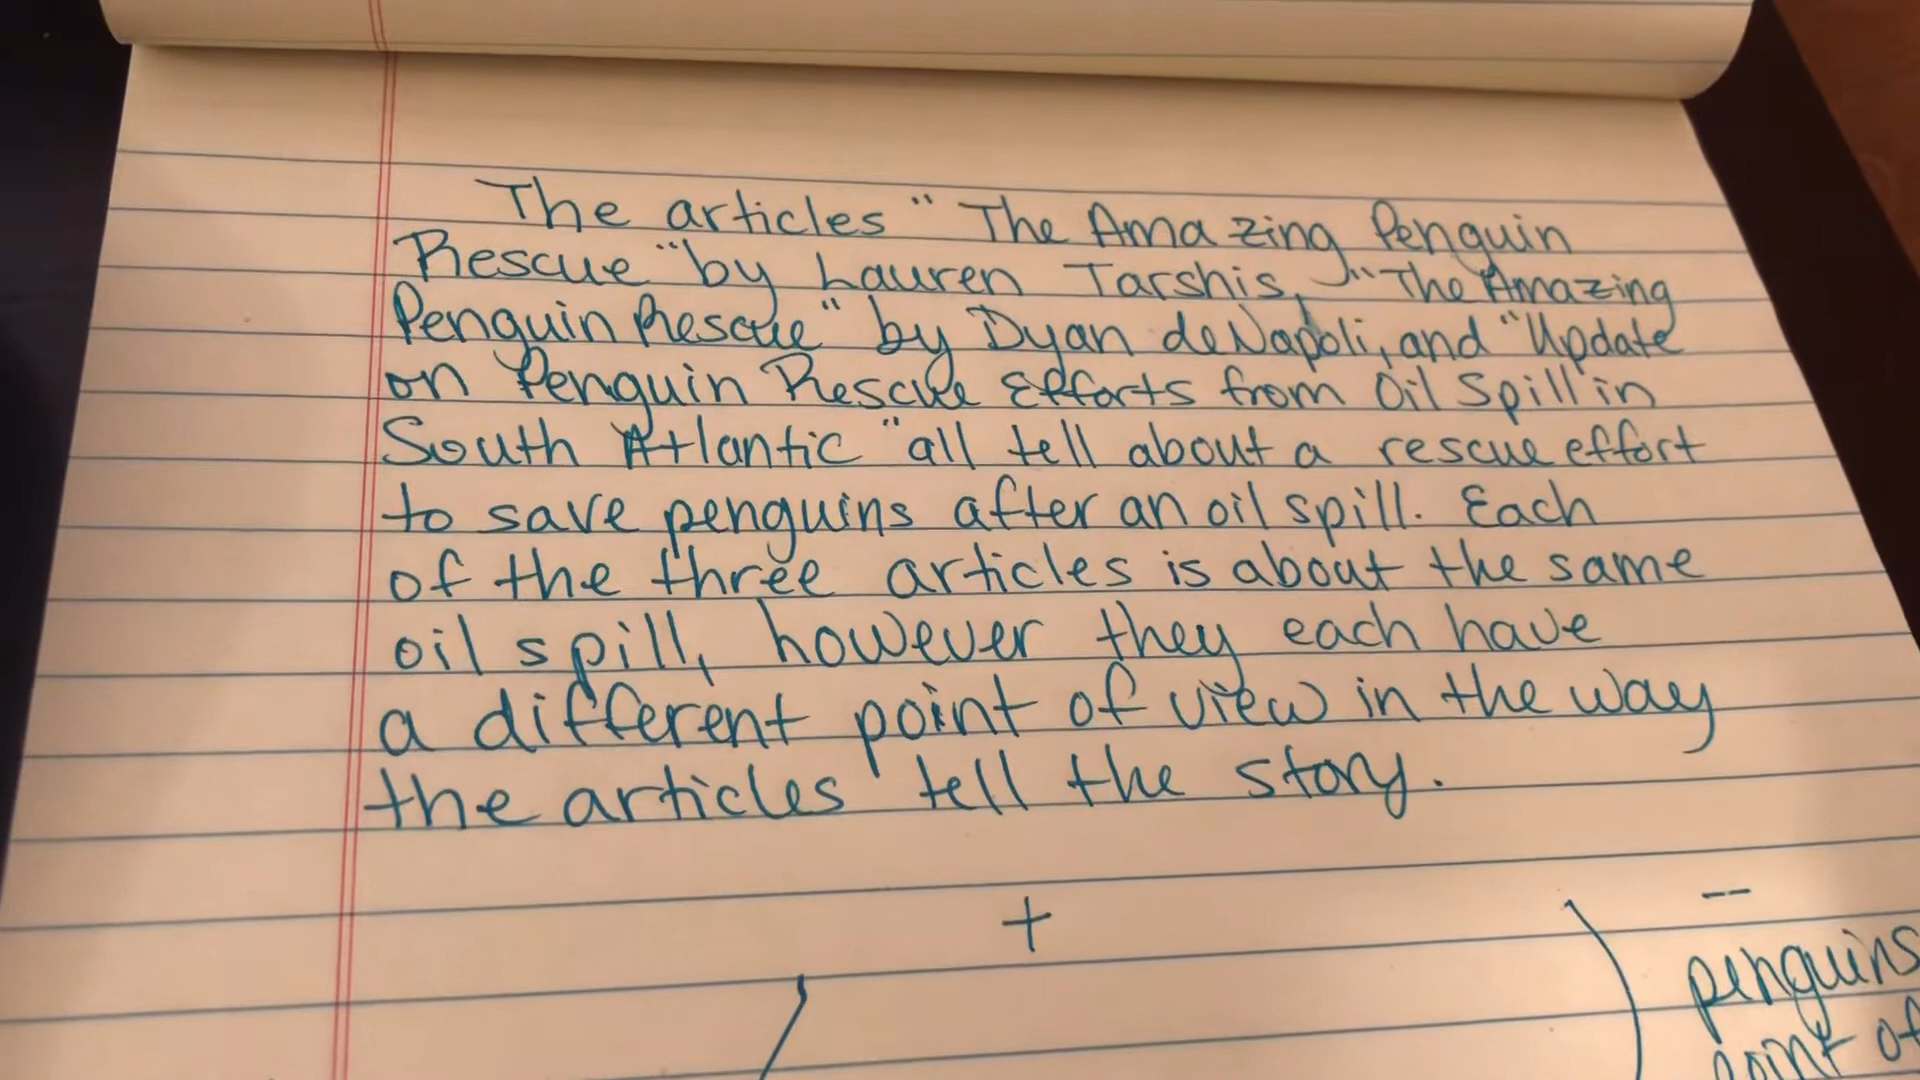 The articles "The Amazing Penguin
Rescue" by Lauren Tarshis, "The Amazing
Penguin Rescue" by Dyan deNapoli, and "Update
on Penguin Rescue Efforts from Oil Spill in
South Atlantic" all tell about a rescue effort
to save penguins after an oil spill. Each
of the three articles is about the same
oil spill, however they each have
a different point of view in the way
the articles tell the story.
+
--
penguins
point of